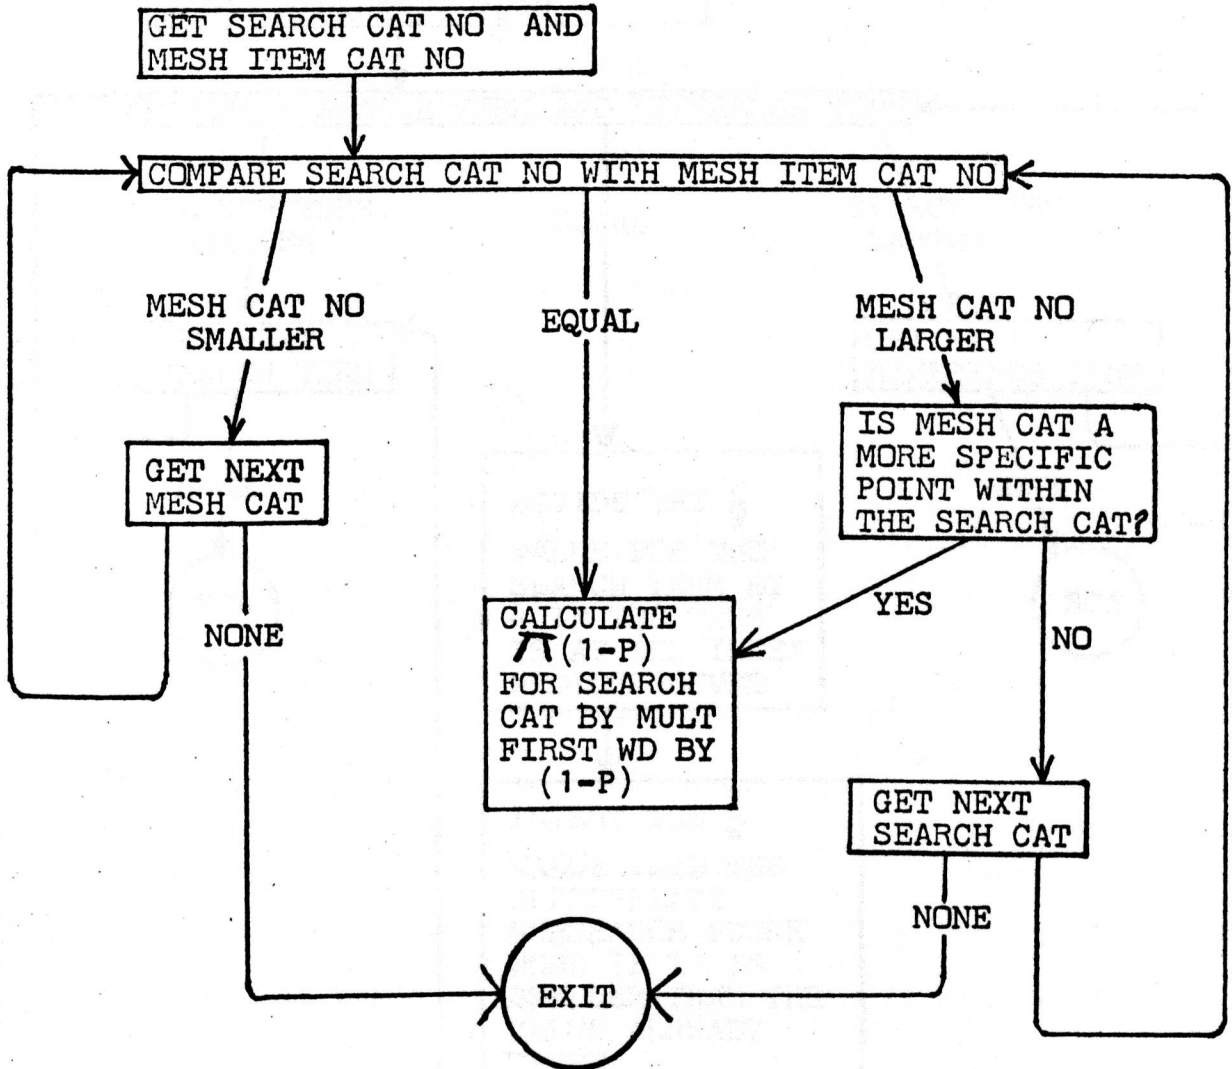 GET SEARCH CAT NO AND
MESH ITEM CAT NO
COMPARE SEARCH CAT NO WITH MESH ITEM CAT NO
MESH CAT NO
SMALLER
EQUAL
MESH CAT NO
LARGER
GET NEXT
MESH CAT
IS MESH CAT A
MORE SPECIFIC
POINT WITHIN
THE SEARCH CAT?
NONE
YES
NO
CALCULATE
π(1-P)
FOR SEARCH
CAT BY MULT
FIRST WD BY
(1-P)
GET NEXT
SEARCH CAT
NONE
EXIT